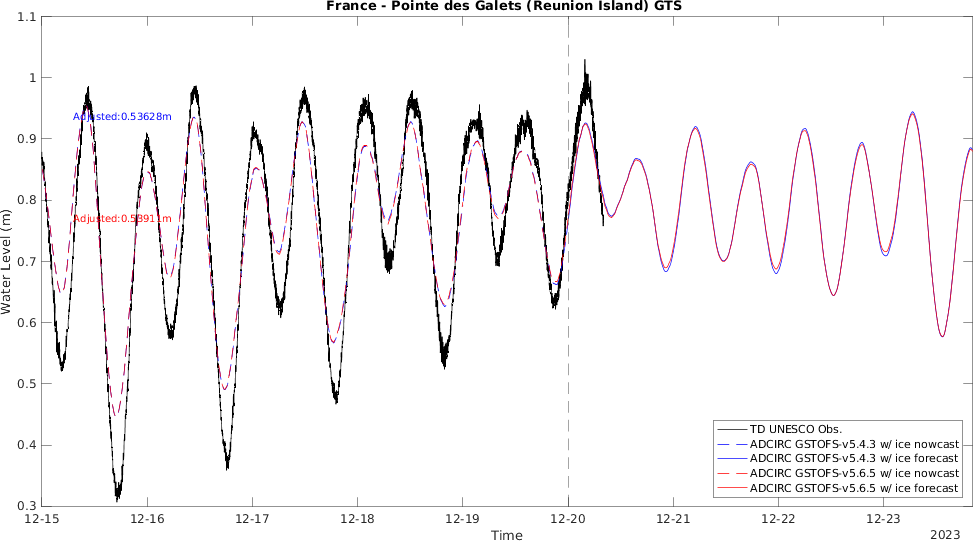 France - Pointe des Galets (Reunion Island) GTS
1.1
1
0.9
0.8
0.7
0.6
0.5
0.4
0.3
Water Level (m)
Adjusted:0.53628m
Adjusted:0.53911m
TD UNESCO Obs.
ADCIRC GSTOFS-v5.4.3 w/ ice nowcast
ADCIRC GSTOFS-v5.4.3 w/ ice forecast
ADCIRC GSTOFS-v5.6.5 w/ ice nowcast
ADCIRC GSTOFS-v5.6.5 w/ ice forecast
12-15 12-16 12-17 12-18 12-19 12-20 12-21 12-22 12-23
Time
2023